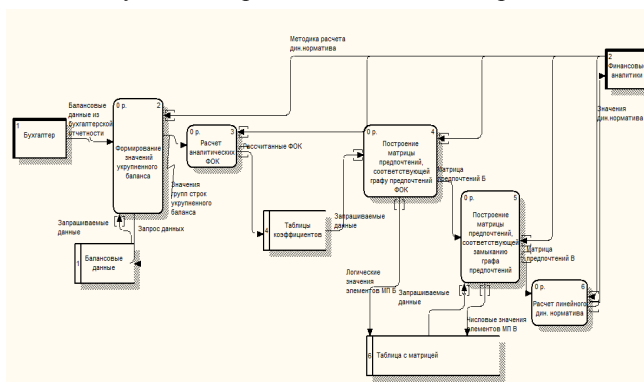 Методика расчета
дин.норматива
2
Финансовые
аналитики
Значения
дин.норматива
1
Бухгалтер
Балансовые
данные из
бухгалтерской
отчетности
0 р. 2
Формирование
значений
укрупненного
баланса
0 р. 3
Расчет
аналитических
ФОК
Рассчитанные ФОК
0 р. 4
Построение
матрицы
предпочтений,
соответствующей
графу предпочтений
ФОК
Матрица
предпочтений Б
0 р. 5
Построение
матрицы
предпочтений,
соответствующей
замыканию
графа
предпочтений
Матрица
предпочтений В
0 р. 6
Расчет линейного
дин. норматива
Значения
групп строк
укрупненного
баланса
Запрашиваемые
данные
Запрос данных
1
Балансовые
данные
4
Таблицы
коэффициентов
Запрашиваемые
данные
Логические
значения
элементов МП Б
Запрашиваемые
данные
Числовые значения
элементов МП В
6
Таблица с матрицей